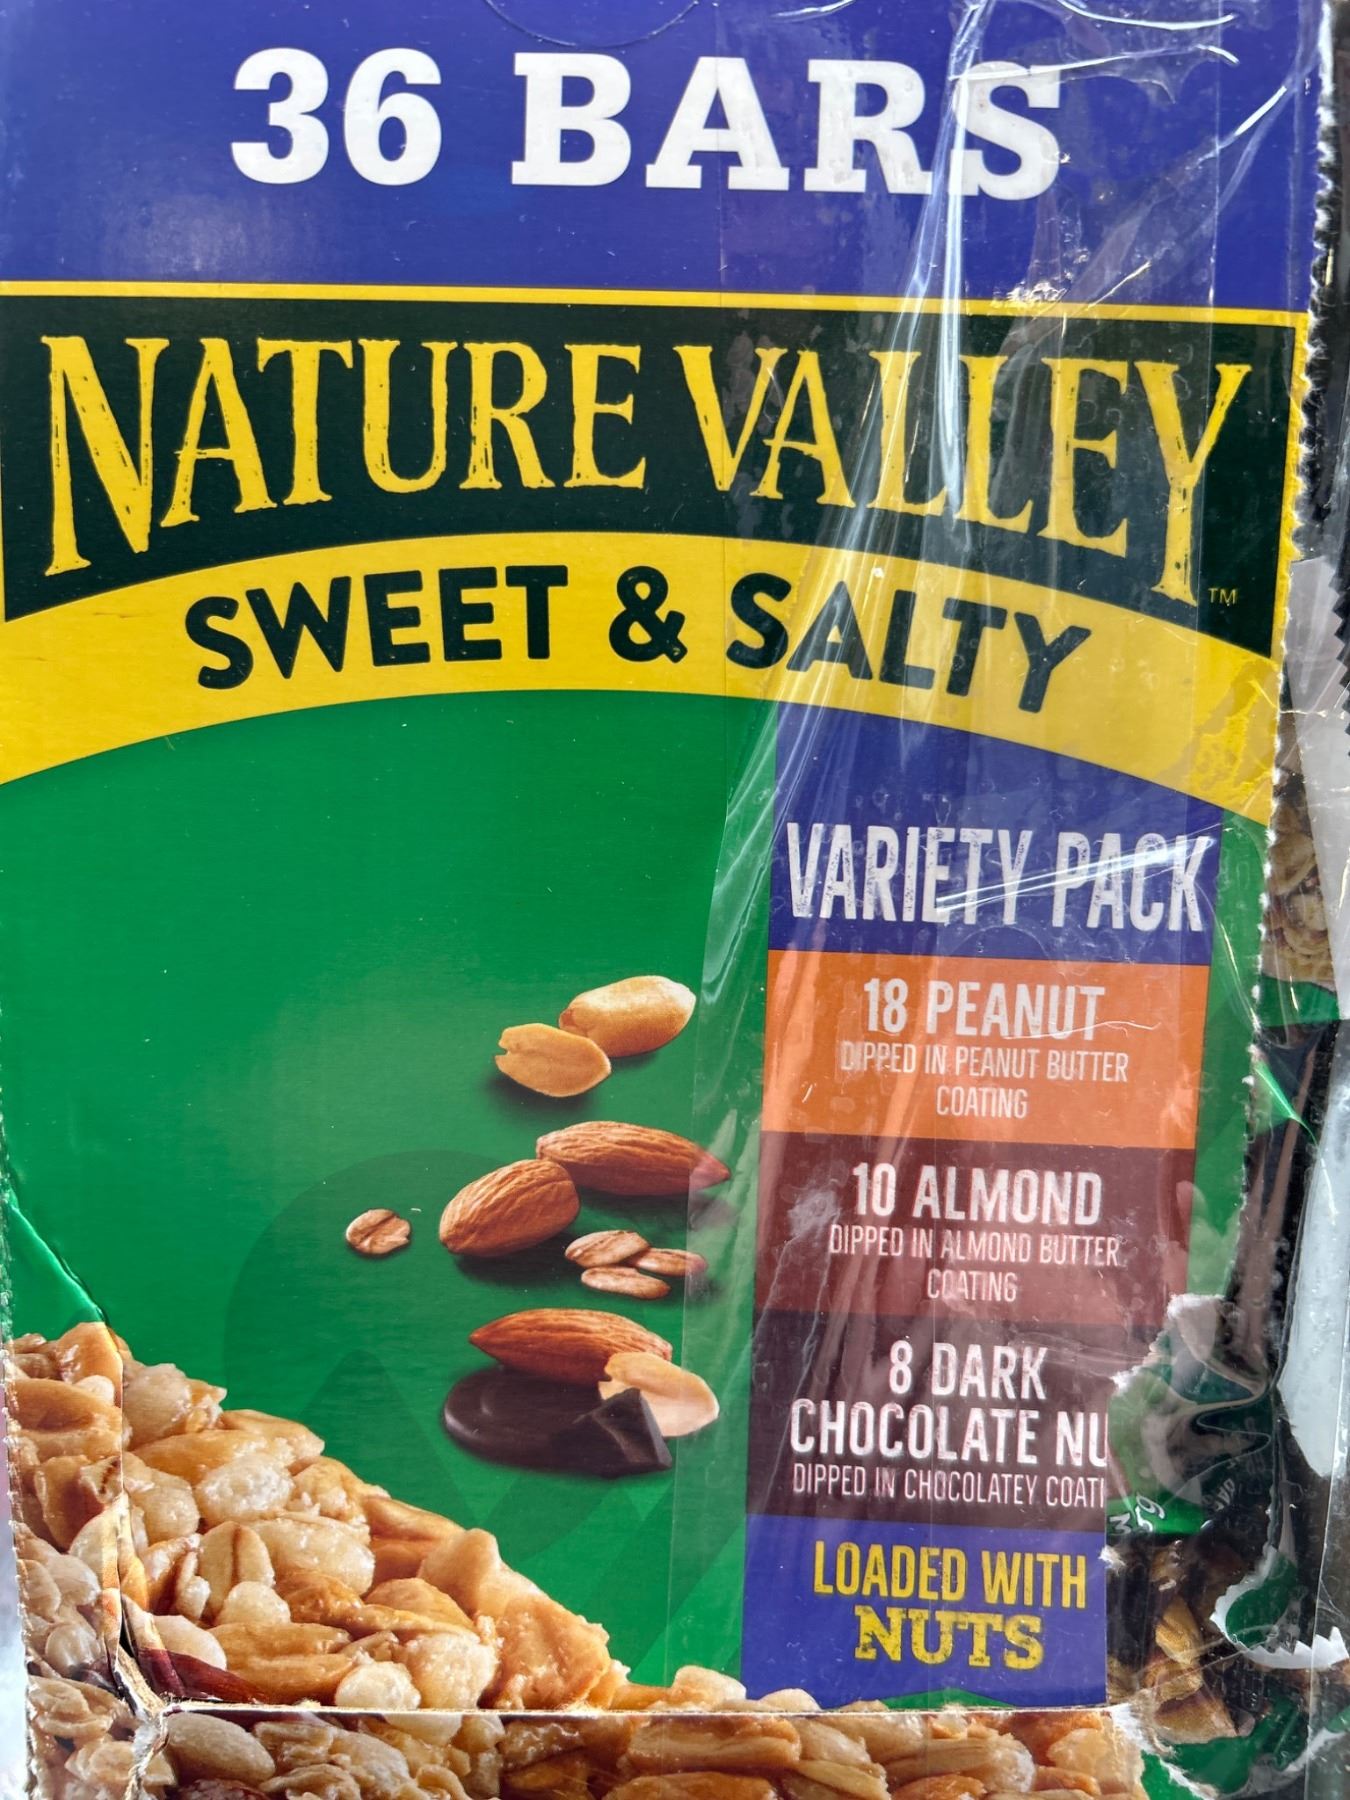 36 BARS
NATURE VALLEY
™
SWEET & SALTY
VARIETY PACK
18 PEANUT
DIPPED IN PEANUT BUTTER
COATING
10 ALMOND
DIPPED IN ALMOND BUTTER
COATING
8 DARK
CHOCOLATE NU
DIPPED IN CHOCOLATEY COATI
LOADED WITH
NUTS